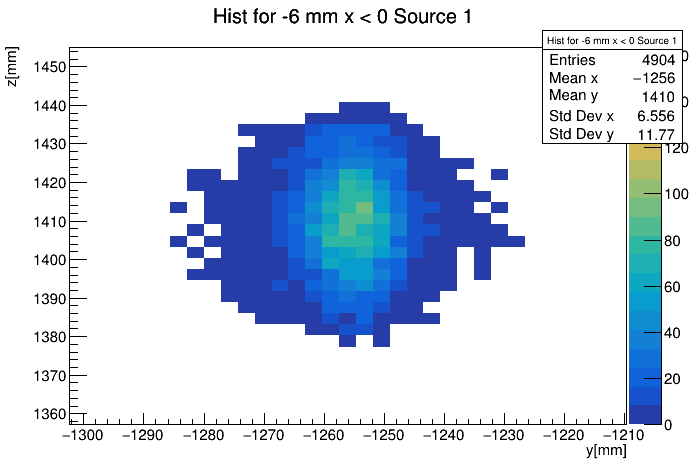 Hist for -6 mm x < 0 Source 1
z[mm]
Hist for -6 mm x < 0 Source 1
Entries 4904
Mean x −1256
Mean y 1410
Std Dev x 6.556
Std Dev y 11.77
1450
1440
1430
1420
1410
1400
1390
1380
1370
1360
120
100
80
60
40
20
0
−1300 −1290 −1280 −1270 −1260 −1250 −1240 −1230 −1220 −1210
y[mm]